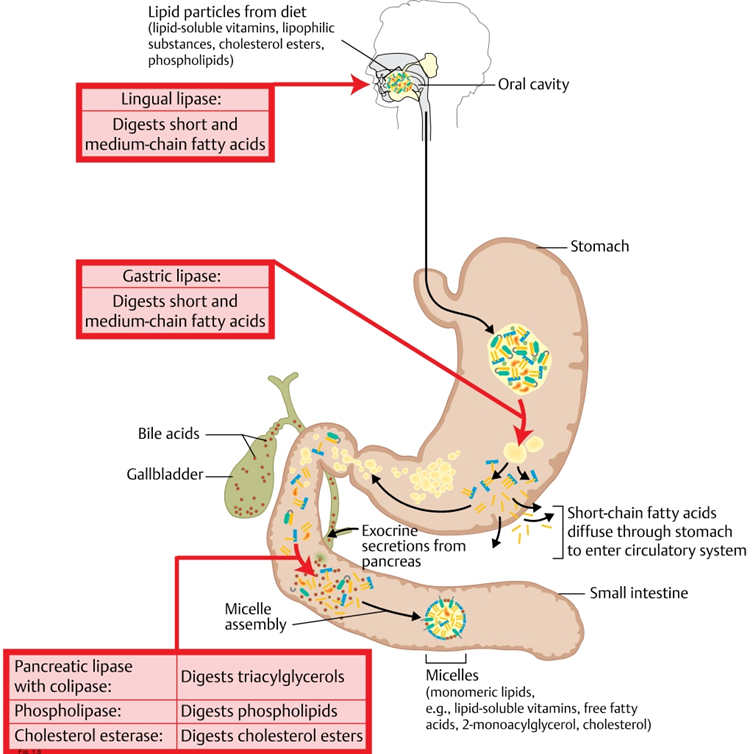 Lipid particles from diet
(lipid-soluble vitamins, lipophilic
substances, cholesterol esters,
phospholipids)
Oral cavity
Lingual lipase:
Digests short and
medium-chain fatty acids
Stomach
Gastric lipase:
Digests short and
medium-chain fatty acids
Bile acids
Gallbladder
Short-chain fatty acids
diffuse through stomach
to enter circulatory system
Exocrine
secretions from
pancreas
Small intestine
Micelle
assembly
Micelles
(monomeric lipids,
e.g., lipid-soluble vitamins, free fatty
acids, 2-monoacylglycerol, cholesterol)
Pancreatic lipase
with colipase:
Digests triacylglycerols
Phospholipase:
Digests phospholipids
Cholesterol esterase:
Digests cholesterol esters